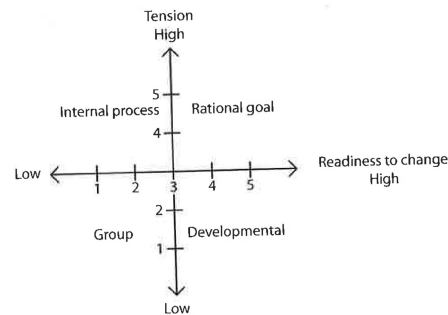 Tension
High
5
Internal process
Rational goal
4
Low
Readiness to change
High
1 2 3 4 5
2
Group
Developmental
1
Low